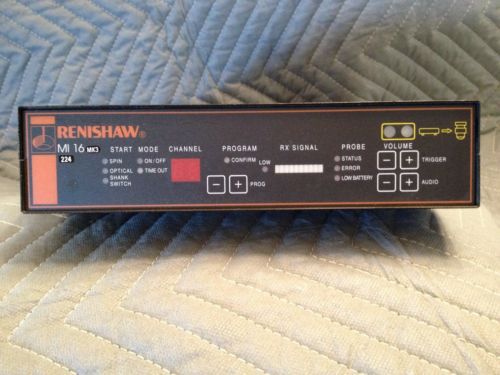 RENISHAW®
MI 16 MK3
224
START MODE CHANNEL PROGRAM RX SIGNAL PROBE VOLUME
SPIN ON/OFF CONFIRM LOW STATUS TRIGGER
OPTICAL TIME OUT ERROR
SHANK SWITCH − + PROG LOW BATTERY − + AUDIO